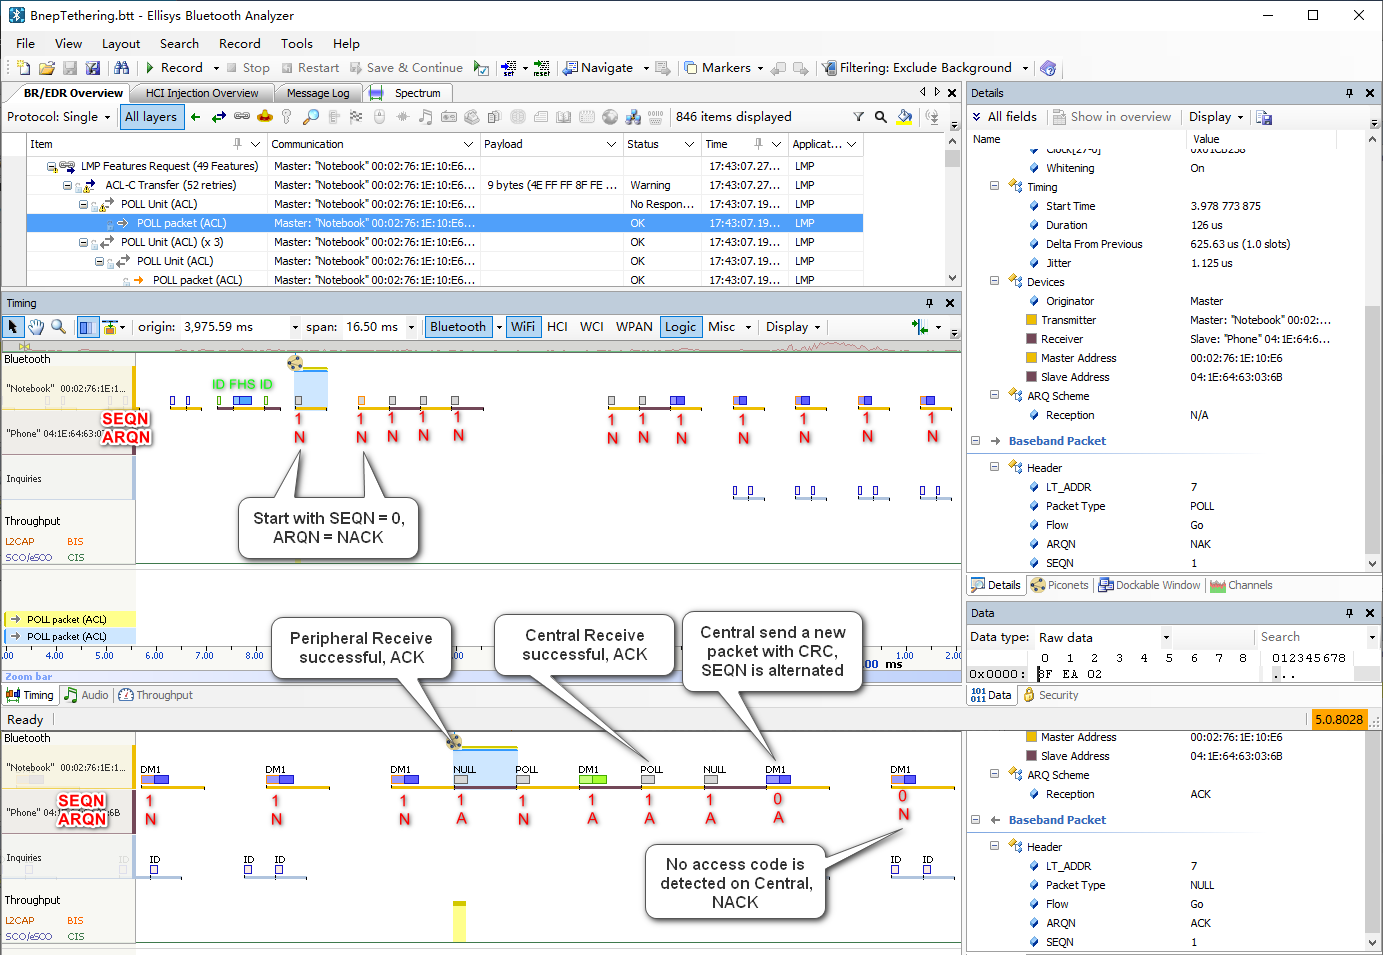 BnepTethering.btt - Ellisys Bluetooth Analyzer
File View Layout Search Record Tools Help
Record Stop Restart Save & Continue Navigate Markers Filtering: Exclude Background
BR/EDR Overview HCI Injection Overview Message Log Spectrum
Protocol: Single All layers 846 items displayed
Item Communication Payload Status Time Applicat...
LMP Features Request (49 Features) Master: "Notebook" 00:02:76:1E:10:E6... 17:43:07.27... LMP
ACL-C Transfer (52 retries) Master: "Notebook" 00:02:76:1E:10:E6... 9 bytes (4E FF FF 8F FE ... Warning 17:43:07.19... LMP
POLL Unit (ACL) Master: "Notebook" 00:02:76:1E:10:E6... No Respon... 17:43:07.19... LMP
POLL packet (ACL) Master: "Notebook" 00:02:76:1E:10:E6... OK 17:43:07.19... LMP
POLL Unit (ACL) (x 3) Master: "Notebook" 00:02:76:1E:10:E6... OK 17:43:07.19... LMP
POLL Unit (ACL) Master: "Notebook" 00:02:76:1E:10:E6... OK 17:43:07.19... LMP
POLL packet (ACL) Master: "Notebook" 00:02:76:1E:10:E6... OK 17:43:07.19... LMP
Timing
origin: 3,975.59 ms span: 16.50 ms Bluetooth WiFi HCI WCI WPAN Logic Misc Display
Bluetooth
"Notebook" 00:02:76:1E:1...
ID FHS ID
"Phone" 04:1E:64:63:0
SEQN
ARQN
1 1 1 1 1 1 1 1 1 1 1 1
N N N N N N N N N N N N
Inquiries
Start with SEQN = 0,
ARQN = NACK
Throughput
L2CAP BIS
SCO/eSCO CIS
POLL packet (ACL)
POLL packet (ACL)
3.00 6.00 7.00 8.00 9.00 1.00 2.0
.00 ms
Zoom bar
Peripheral Receive
successful, ACK
Central Receive
successful, ACK
Central send a new
packet with CRC,
SEQN is alternated
Timing Audio Throughput
Ready 5.0.8028
Details
All fields Show in overview Display
Name Value
Clock[27-0] 0x01CB238
Whitening On
Timing
Start Time 3.978 773 875
Duration 126 us
Delta From Previous 625.63 us (1.0 slots)
Jitter 1.125 us
Devices
Originator Master
Transmitter Master: "Notebook" 00:02:...
Receiver Slave: "Phone" 04:1E:64:6...
Master Address 00:02:76:1E:10:E6
Slave Address 04:1E:64:63:03:6B
ARQ Scheme
Reception N/A
Baseband Packet
Header
LT_ADDR 7
Packet Type POLL
Flow Go
ARQN NAK
SEQN 1
Details Piconets Dockable Window Channels
Data
Data type: Raw data Search
0 1 2 3 4 5 6 7 8 012345678
0x0000: 8F EA 02 ...
Data Security
Bluetooth
"Notebook" 00:02:76:1E:1...
DM1 DM1 DM1 NULL POLL DM1 POLL NULL DM1 DM1
"Phone" 04:1 6B
SEQN
ARQN
1 1 1 1 1 1 1 1 0 0
N N N A N A A A A N
Inquiries
ID ID ID ID ID ID
No access code is
detected on Central,
NACK
Throughput
L2CAP BIS
SCO/eSCO CIS
Master Address 00:02:76:1E:10:E6
Slave Address 04:1E:64:63:03:6B
ARQ Scheme
Reception ACK
Baseband Packet
Header
LT_ADDR 7
Packet Type NULL
Flow Go
ARQN ACK
SEQN 1